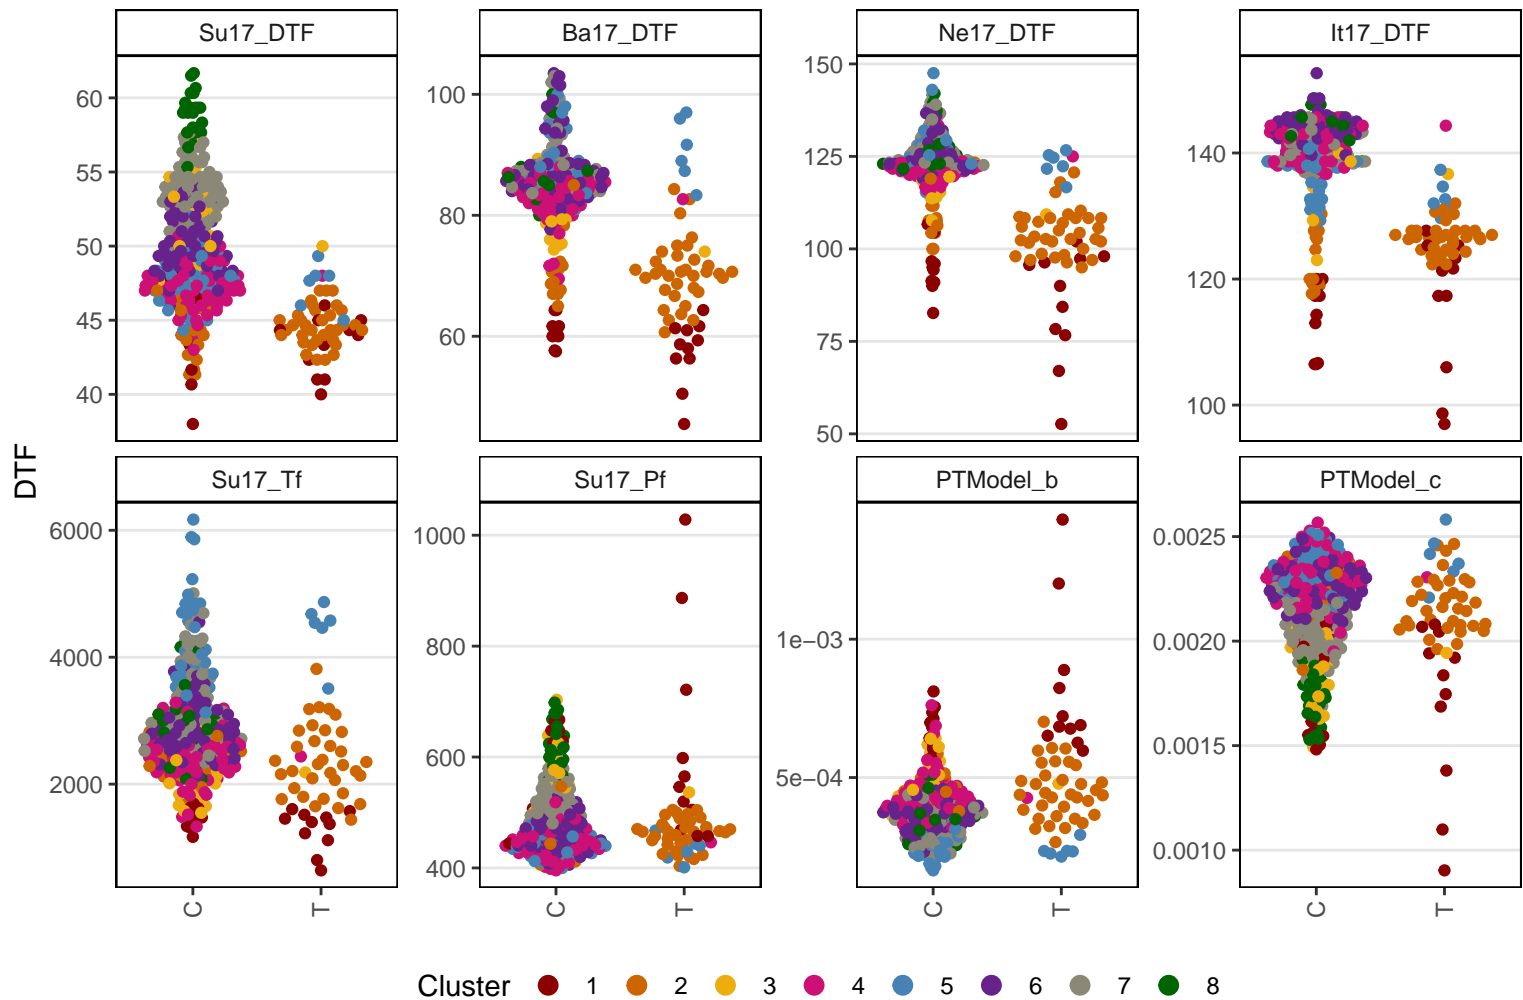 Su17_DTF Ba17_DTF Ne17_DTF It17_DTF
60 55 50 45 40
100 80 60
150 125 100 75 50
140 120 100
DTF
Su17_Tf Su17_Pf PTModel_b PTModel_c
6000 4000 2000
1000 800 600 400
1e−03 5e−04
0.0025 0.0020 0.0015 0.0010
C T C T C T C T
Cluster 1 2 3 4 5 6 7 8